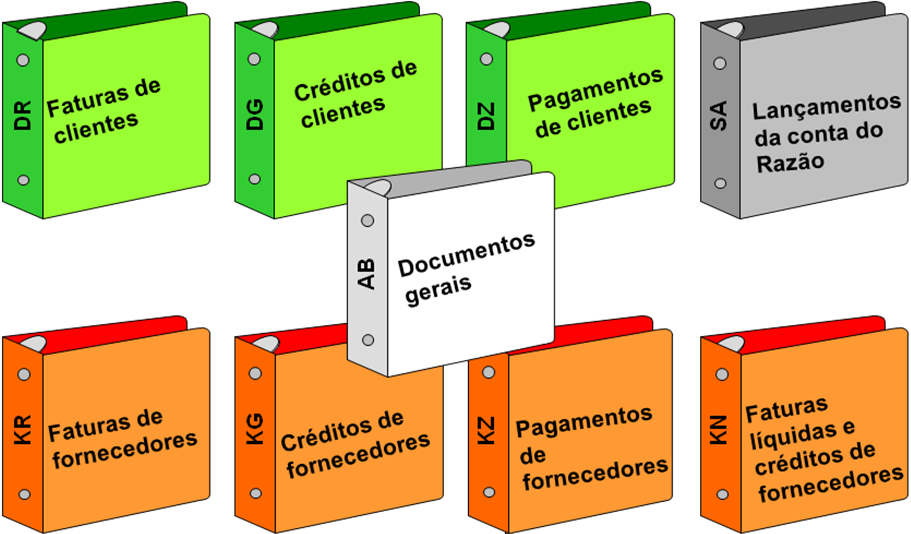 DR
Faturas de
clientes
DG
Créditos de
clientes
DZ
Pagamentos
de clientes
SA
Lançamentos
da conta do
Razão
AB
Documentos
gerais
KR
Faturas de
fornecedores
KG
Créditos de
fornecedores
KZ
Pagamentos
de
fornecedores
KN
Faturas
líquidas e
créditos de
fornecedores